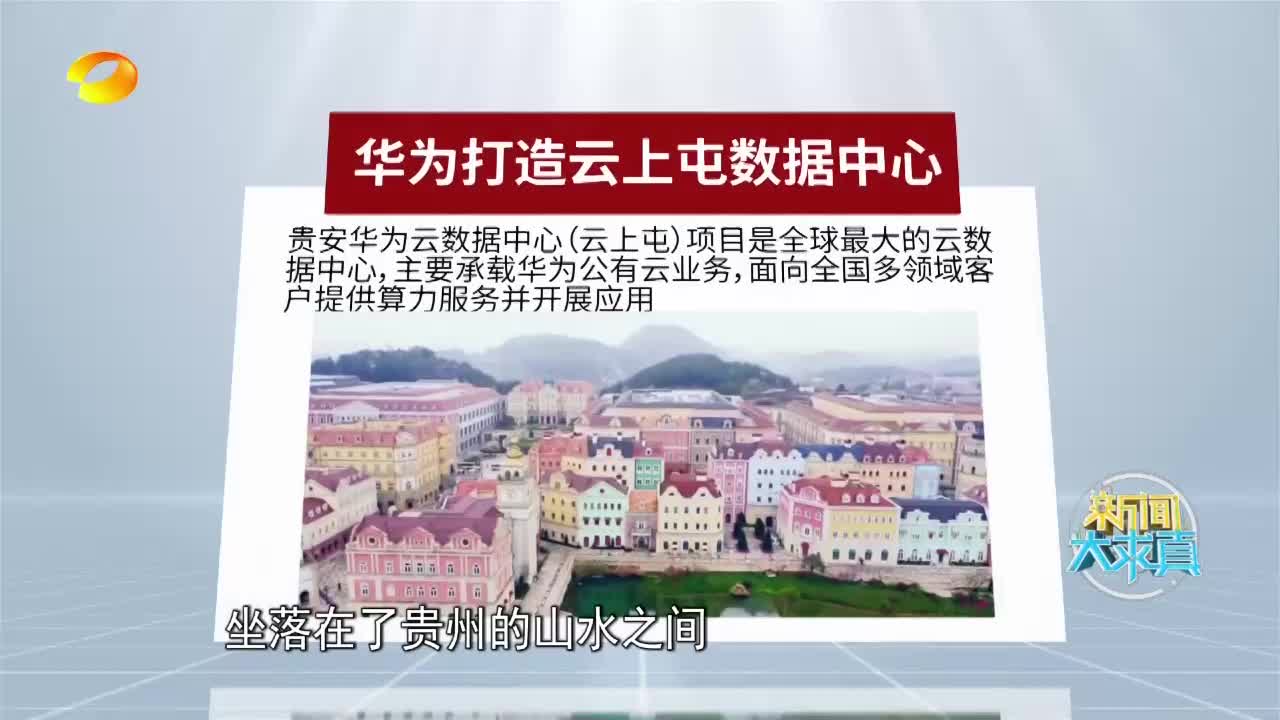 华为打造云上屯数据中心
贵安华为云数据中心(云上屯)项目是全球最大的云数
据中心,主要承载华为公有云业务,面向全国多领域客
户提供算力服务并开展应用
新闻
大求真
坐落在了贵州的山水之间